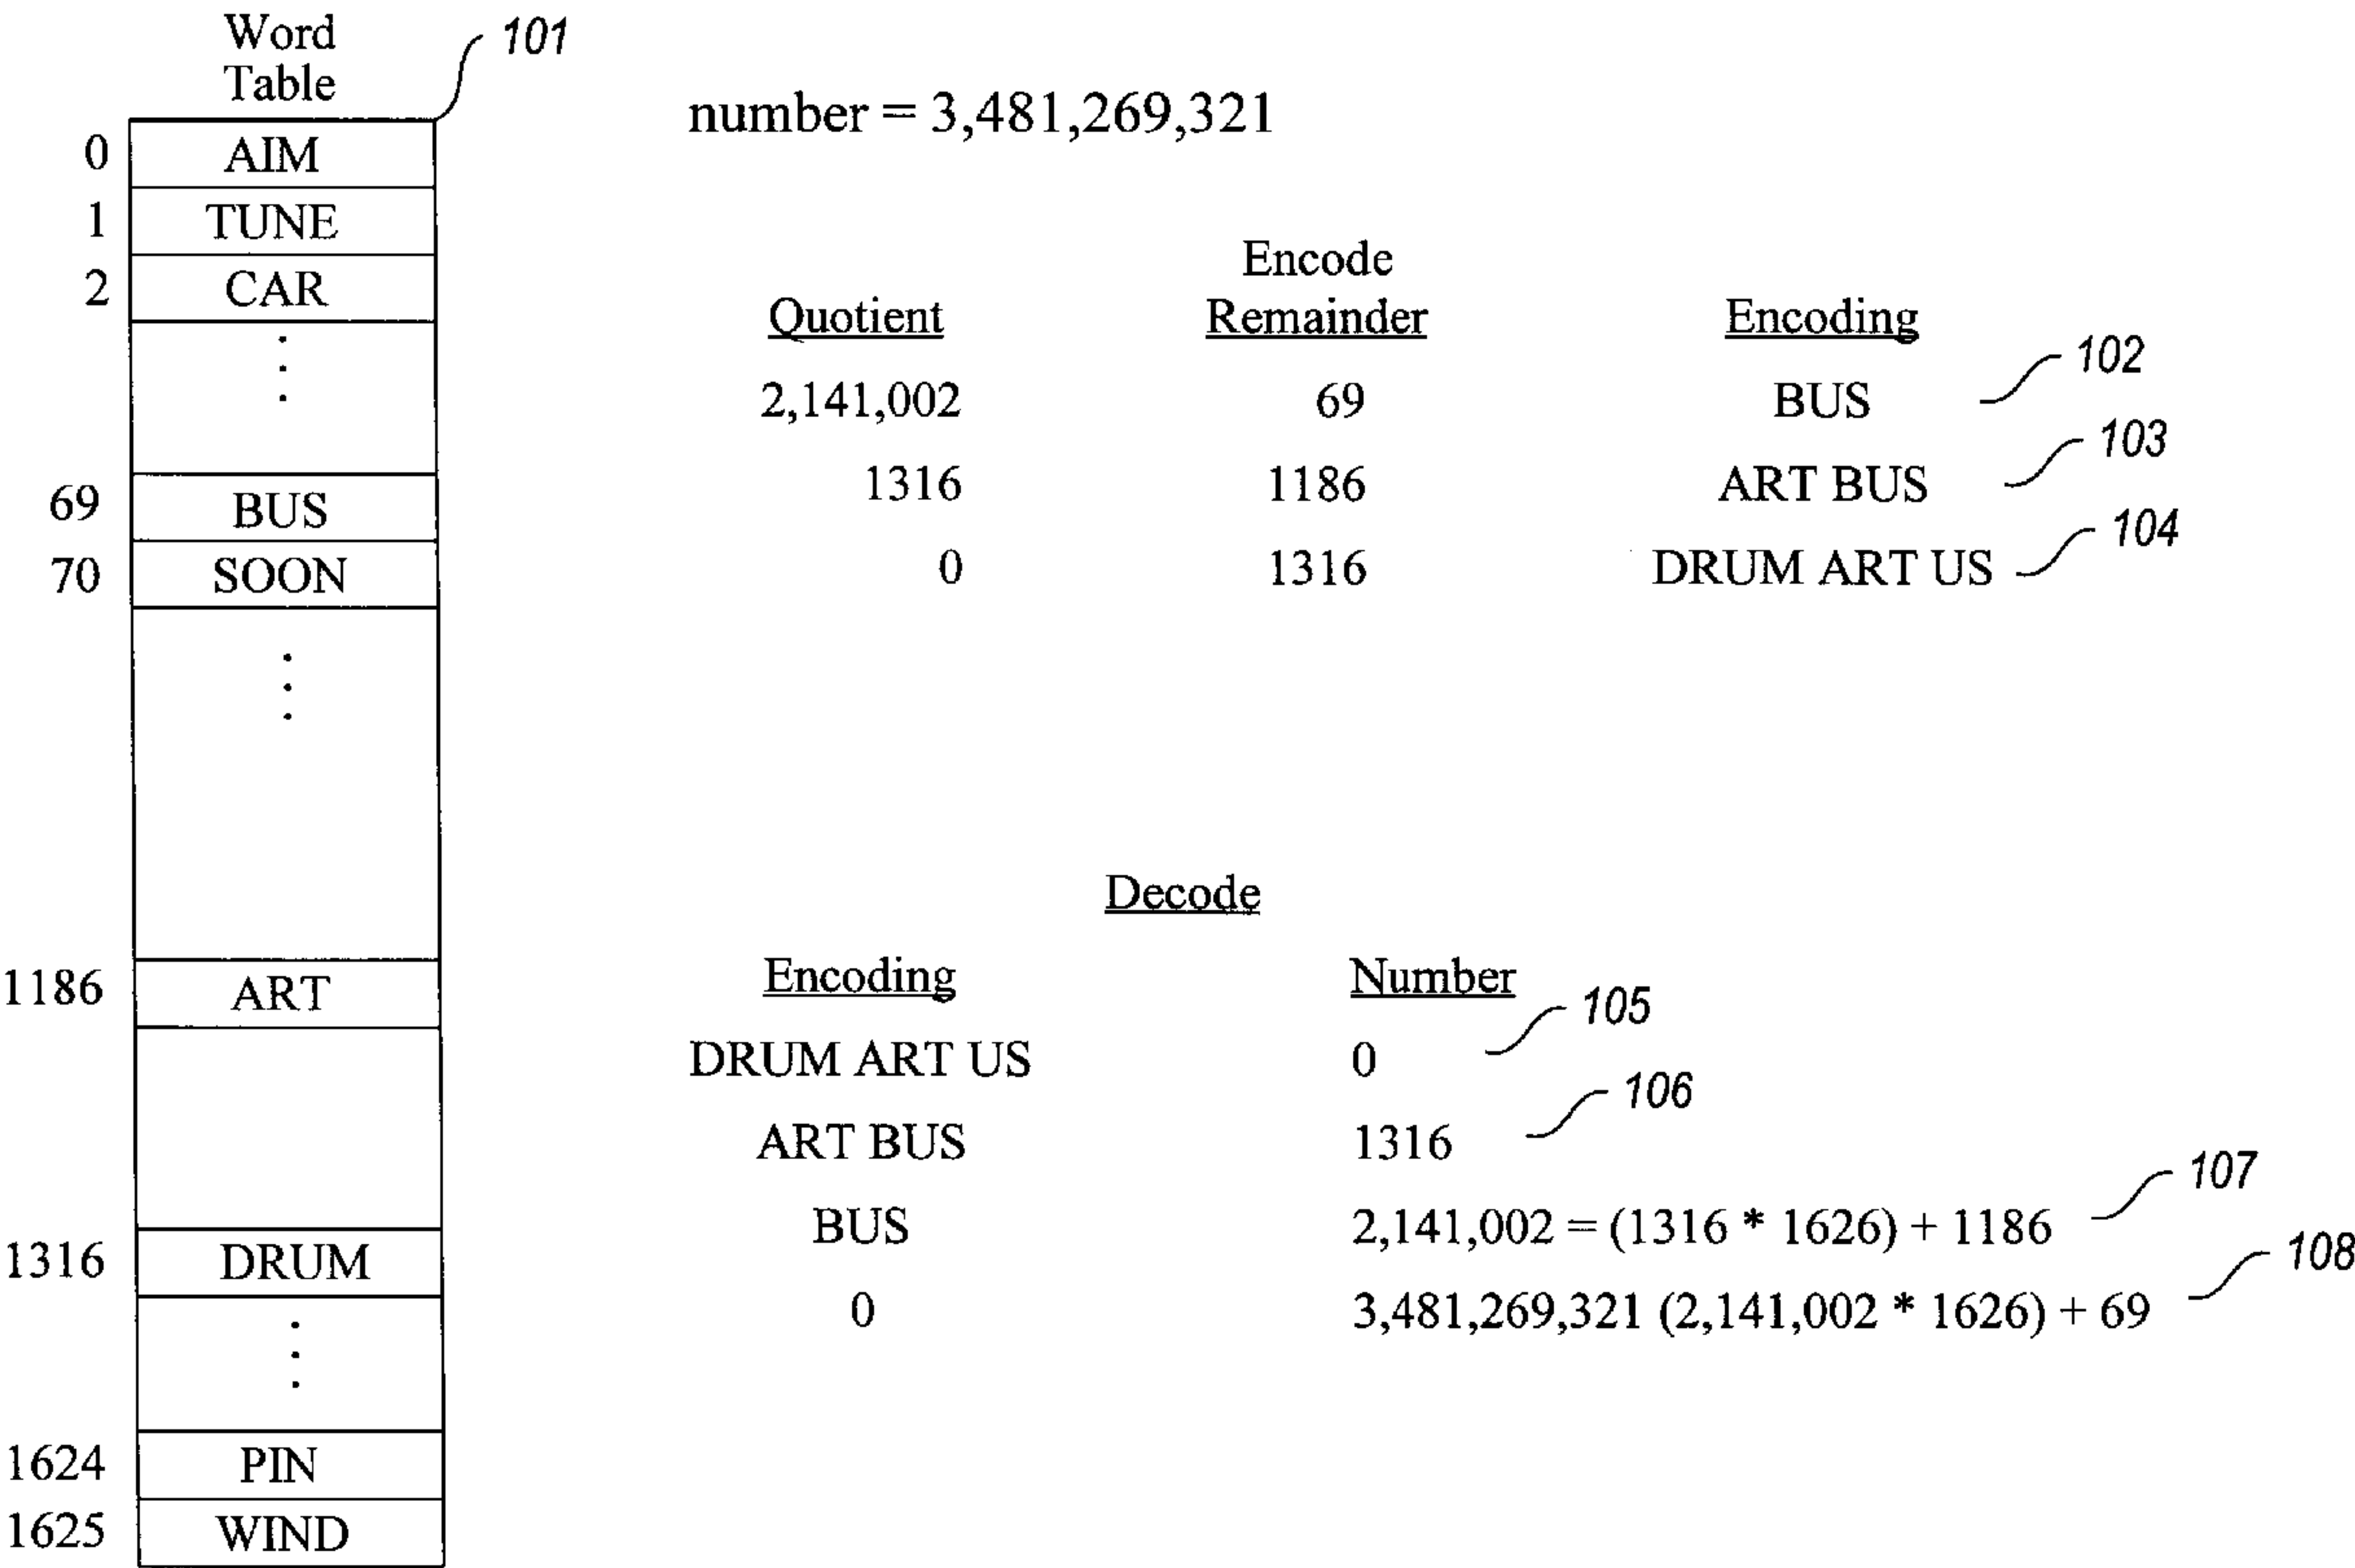 Word
Table
101
0 AIM
1 TUNE
2 CAR
69 BUS
70 SOON
1186 ART
1316 DRUM
1624 PIN
1625 WIND
number = 3,481,269,321
Encode
Quotient Remainder Encoding
2,141,002 69 BUS 102
1316 1186 ART BUS 103
0 1316 DRUM ART US 104
Decode
Encoding Number
DRUM ART US 0 105
ART BUS 1316 106
BUS 2,141,002 = (1316 * 1626) + 1186 107
0 3,481,269,321 (2,141,002 * 1626) + 69 108